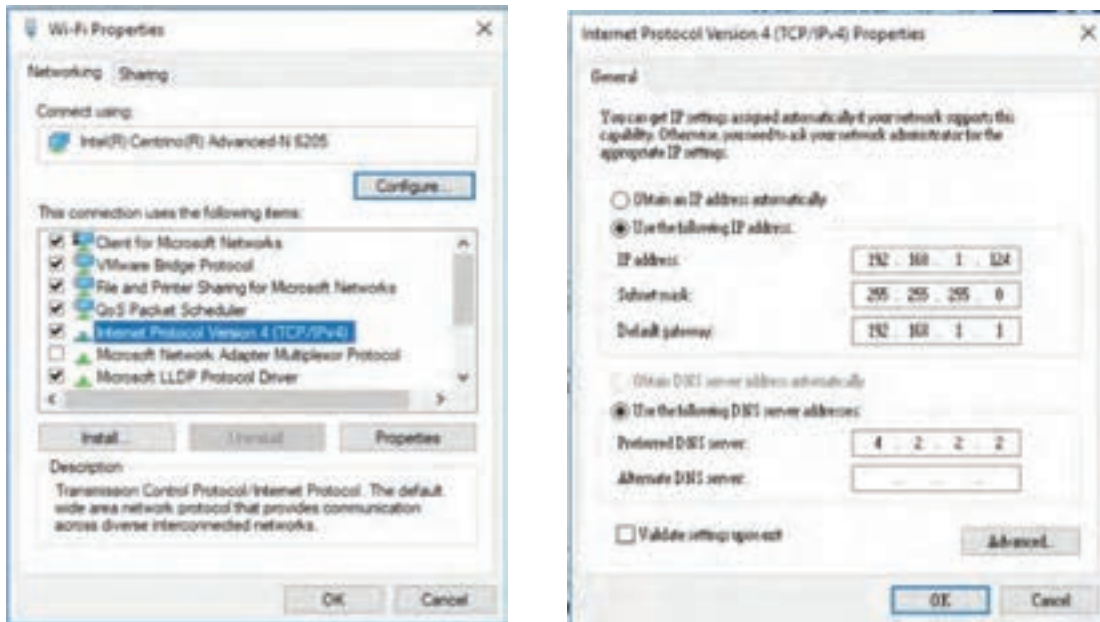 Wi-Fi Properties
Networking
Sharing
Connect using:
Intel(R) Centrino(R) Advanced-N 6205
Configure...
This connection uses the following items:
Client for Microsoft Networks
VMware Bridge Protocol
File and Printer Sharing for Microsoft Networks
QoS Packet Scheduler
Internet Protocol Version 4 (TCP/IPv4)
Microsoft Network Adapter Multiplexor Protocol
Microsoft LLDP Protocol Driver
Install...
Uninstall
Properties
Description
Transmission Control Protocol/Internet Protocol. The default
wide area network protocol that provides communication
across diverse interconnected networks.
OK
Cancel
Internet Protocol Version 4 (TCP/IPv4) Properties
General
You can get IP settings assigned automatically if your network supports this
capability. Otherwise, you need to ask your network administrator for the
appropriate IP settings.
Obtain an IP address automatically
Use the following IP address:
IP address: 192 . 168 . 1 . 124
Subnet mask: 255 . 255 . 255 . 0
Default gateway: 192 . 168 . 1 . 1
Obtain DNS server address automatically
Use the following DNS server addresses:
Preferred DNS server: 4 . 2 . 2 . 2
Alternate DNS server: . . .
Validate settings upon exit
Advanced...
OK
Cancel